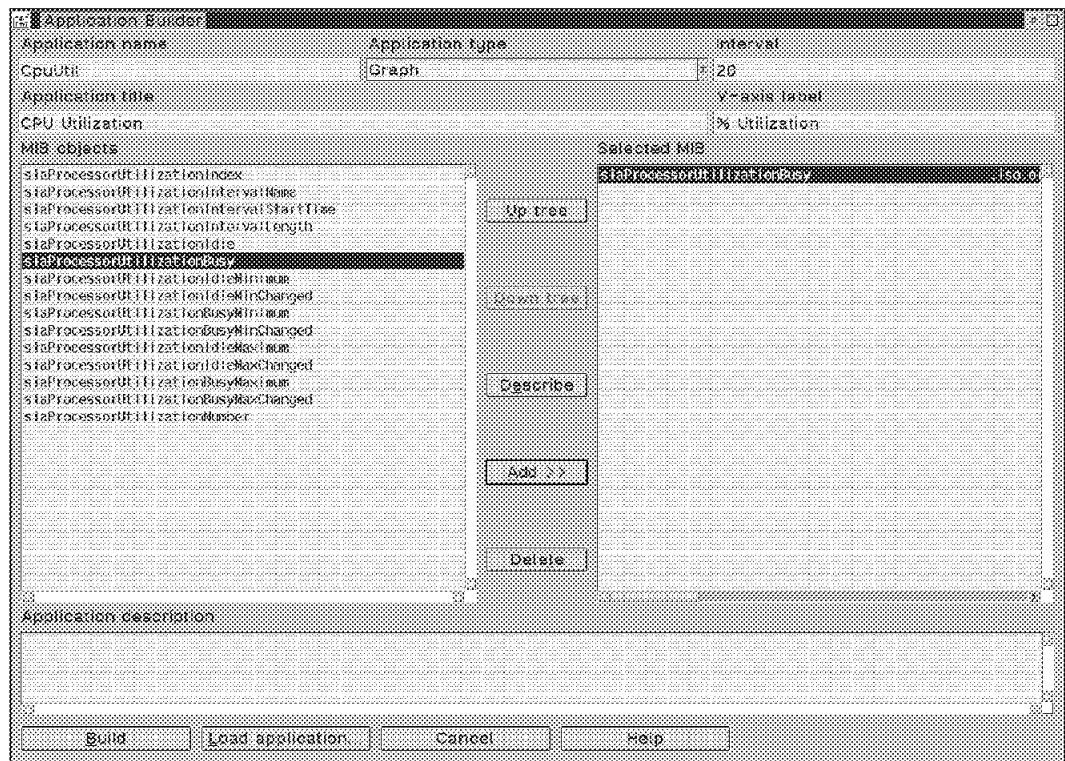 Application Builder
Application name Application type Interval
CpuUtil Graph 20
Application title Y-axis label
CPU Utilization % Utilization
MIB objects Selected MIB
siaProcessorUtilizationIndex siaProcessorUtilizationBusy .iso.o
siaProcessorUtilizationIntervalName
siaProcessorUtilizationIntervalStartTime Up tree
siaProcessorUtilizationIntervalLength
siaProcessorUtilizationIdle
siaProcessorUtilizationBusy
siaProcessorUtilizationIdleMinimum
siaProcessorUtilizationIdleMinChanged Down tree
siaProcessorUtilizationBusyMinimum
siaProcessorUtilizationBusyMinChanged
siaProcessorUtilizationIdleMaximum
siaProcessorUtilizationIdleMaxChanged
siaProcessorUtilizationBusyMaximum Describe
siaProcessorUtilizationBusyMaxChanged
siaProcessorUtilizationNumber
Add >>
Delete
Application description
Build Load application... Cancel Help